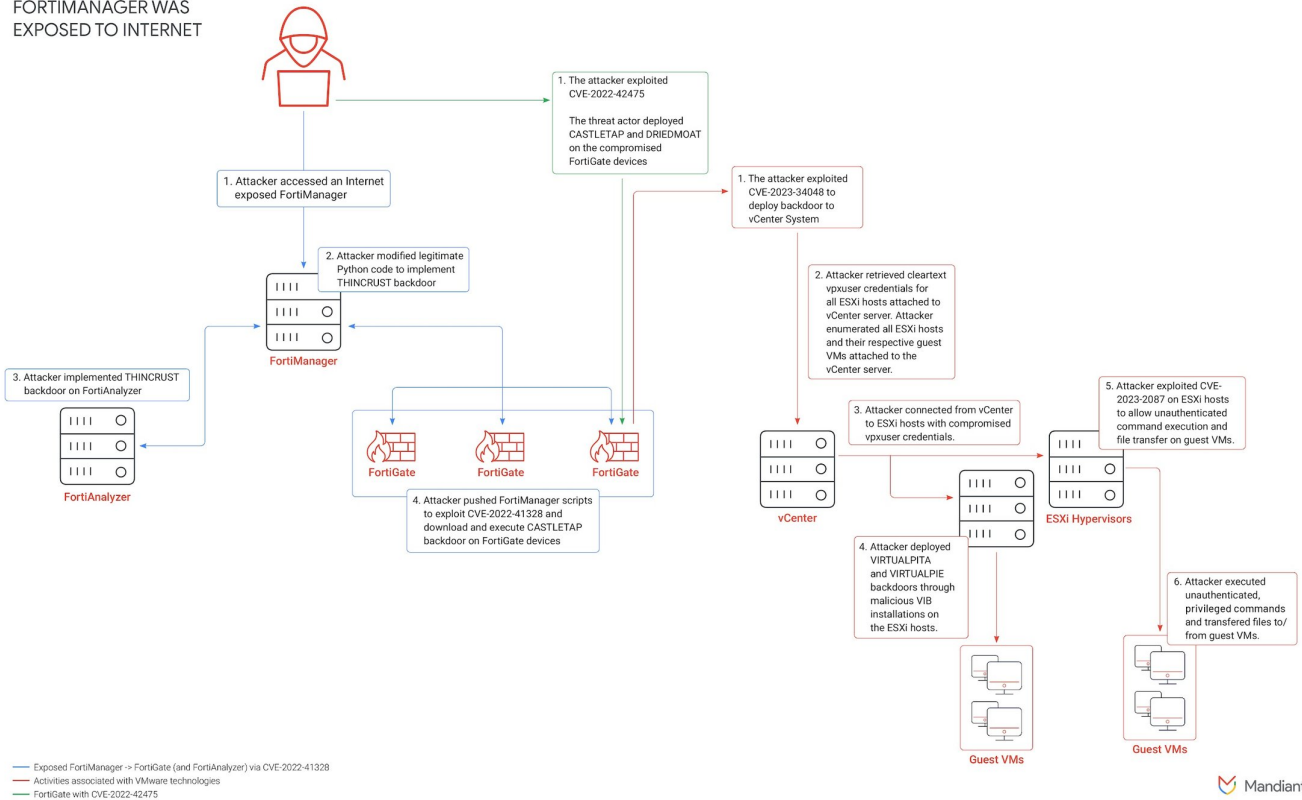 FORTIMANAGER WAS
EXPOSED TO INTERNET
1. The attacker exploited
CVE-2022-42475
The threat actor deployed
CASTLETAP and DRIEDMOAT
on the compromised
FortiGate devices
1. Attacker accessed an Internet
exposed FortiManager
1. The attacker exploited
CVE-2023-34048 to
deploy backdoor to
vCenter System
2. Attacker modified legitimate
Python code to implement
THINCRUST backdoor
FortiManager
2. Attacker retrieved cleartext
vpxuser credentials for
all ESXi hosts attached to
vCenter server. Attacker
enumerated all ESXi hosts
and their respective guest
VMs attached to the
vCenter server.
3. Attacker implemented THINCRUST
backdoor on FortiAnalyzer
FortiAnalyzer
FortiGate
FortiGate
FortiGate
4. Attacker pushed FortiManager scripts
to exploit CVE-2022-41328 and
download and execute CASTLETAP
backdoor on FortiGate devices
3. Attacker connected from vCenter
to ESXi hosts with compromised
vpxuser credentials.
5. Attacker exploited CVE-
2023-2087 on ESXi hosts
to allow unauthenticated
command execution and
file transfer on guest VMs.
vCenter
ESXi Hypervisors
4. Attacker deployed
VIRTUALPITA
and VIRTUALPIE
backdoors through
malicious VIB
installations on
the ESXi hosts.
6. Attacker executed
unauthenticated,
privileged commands
and transfered files to/
from guest VMs.
Guest VMs
Guest VMs
Exposed FortiManager -> FortiGate (and FortiAnalyzer) via CVE-2022-41328
Activities associated with VMware technologies
FortiGate with CVE-2022-42475
Mandiant